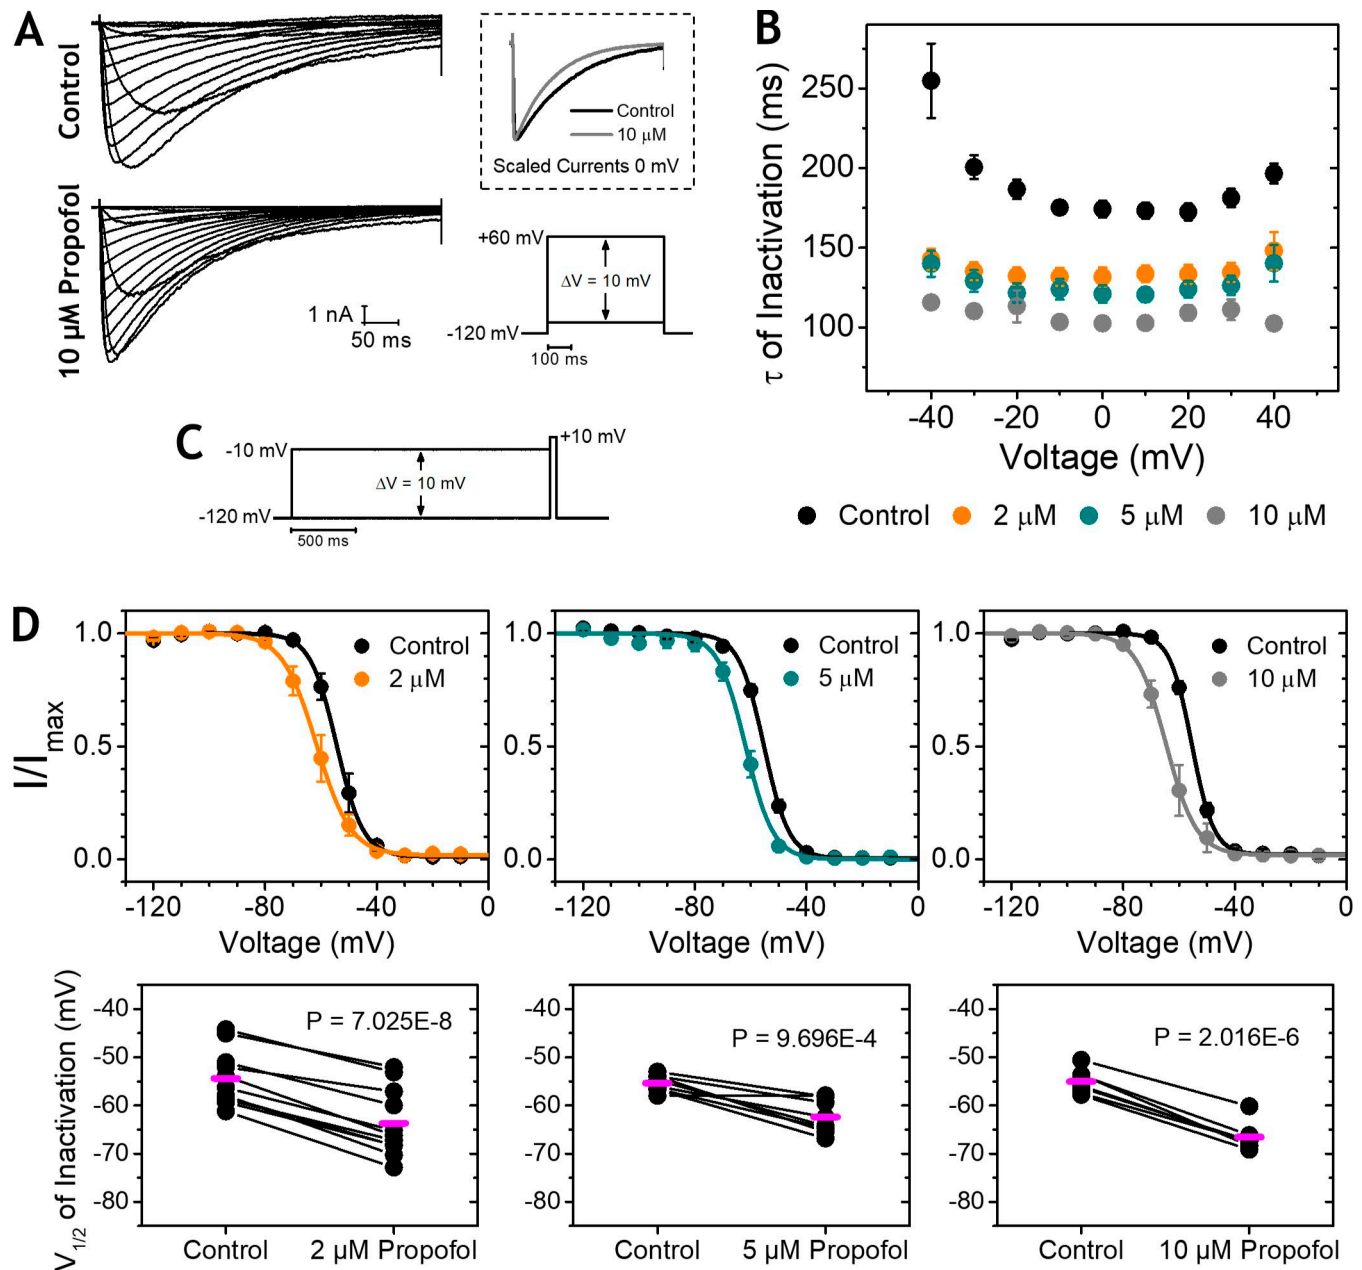 A
Control
Control
10 μM
Scaled Currents 0 mV
10 μM Propofol
1 nA
50 ms
+60 mV
ΔV = 10 mV
-120 mV
100 ms
B
τ of Inactivation (ms)
250
200
150
100
-40
-20
0
20
40
Voltage (mV)
Control
2 μM
5 μM
10 μM
C
-10 mV
+10 mV
ΔV = 10 mV
-120 mV
500 ms
D
I/Imax
1.0
0.5
0.0
Control
2 μM
-120
-80
-40
0
Voltage (mV)
1.0
0.5
0.0
Control
5 μM
-120
-80
-40
0
Voltage (mV)
1.0
0.5
0.0
Control
10 μM
-120
-80
-40
0
Voltage (mV)
V1/2 of Inactivation (mV)
-40
-50
-60
-70
-80
P = 7.025E-8
Control
2 μM Propofol
-40
-50
-60
-70
-80
P = 9.696E-4
Control
5 μM Propofol
-40
-50
-60
-70
-80
P = 2.016E-6
Control
10 μM Propofol